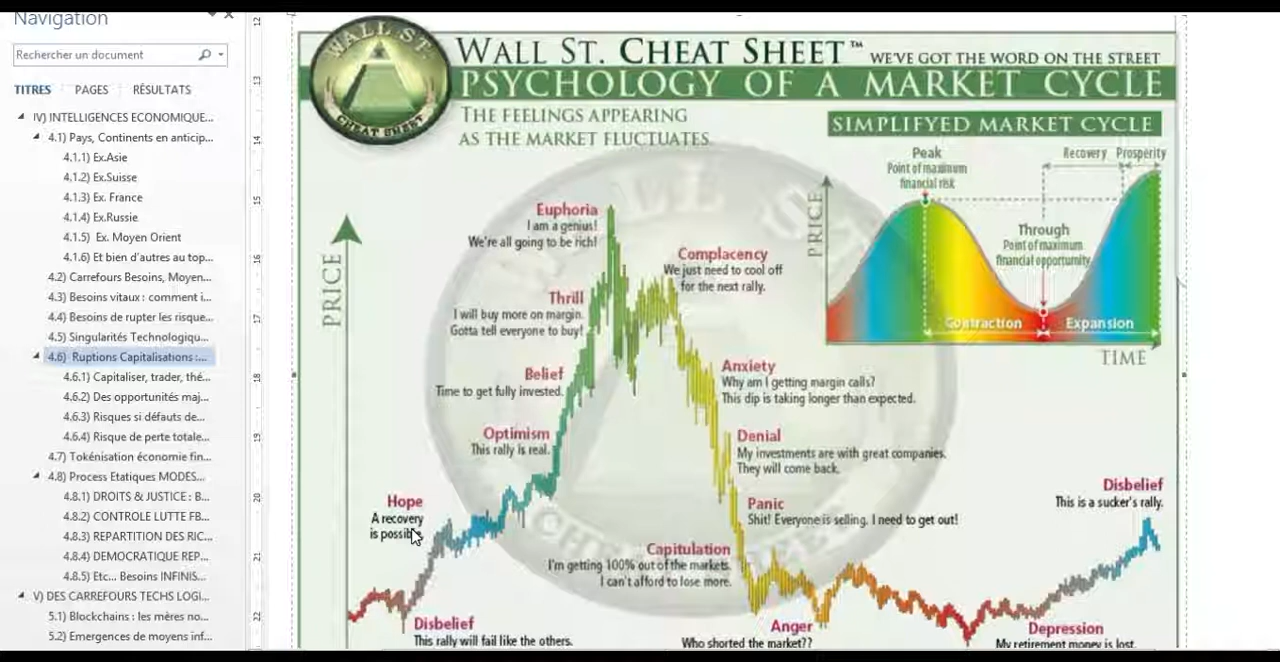 Navigation
Rechercher un document
TITRES PAGES RÉSULTATS
IV) INTELLIGENCES ECONOMIQUE...
4.1) Pays, Continents en anticip...
4.1.1) Ex.Asie
4.1.2) Ex.Suisse
4.1.3) Ex. France
4.1.4) Ex.Russie
4.1.5) Ex. Moyen Orient
4.1.6) Et bien d'autres au top...
4.2) Carrefours Besoins, Moyen...
4.3) Besoins vitaux : comment i...
4.4) Besoins de rupter les risque...
4.5) Singularités Technologiqu...
4.6) Ruptions Capitalisations :...
4.6.1) Capitaliser, trader, thé...
4.6.2) Des opportunités maj...
4.6.3) Risques si défauts de...
4.6.4) Risque de perte totale...
4.7) Tokénisation économie fin...
4.8) Process Etatiques MODES...
4.8.1) DROITS & JUSTICE : B...
4.8.2) CONTROLE LUTTE FB...
4.8.3) REPARTITION DES RIC...
4.8.4) DEMOCRATIQUE REP...
4.8.5) Etc... Besoins INFINIS...
V) DES CARREFOURS TECHS LOGI...
5.1) Blockchains : les mères no...
5.2) Emergences de moyens inf...
12
13
14
15
16
17
18
19
20
21
22
WALL ST.
CHEAT SHEET
WALL ST. CHEAT SHEET™ WE'VE GOT THE WORD ON THE STREET
PSYCHOLOGY OF A MARKET CYCLE
THE FEELINGS APPEARING
AS THE MARKET FLUCTUATES
SIMPLIFYED MARKET CYCLE
Peak
Point of maximum
financial risk
Recovery Prosperity
PRICE
Through
Point of maximum
financial opportunity
Contraction Expansion
TIME
PRICE
Euphoria
I am a genius!
We're all going to be rich!
Complacency
We just need to cool off
for the next rally.
Thrill
I will buy more on margin.
Gotta tell everyone to buy!
Belief
Time to get fully invested.
Anxiety
Why am I getting margin calls?
This dip is taking longer than expected.
Optimism
This rally is real.
Denial
My investments are with great companies.
They will come back.
Hope
A recovery
is possible
Panic
Shit! Everyone is selling. I need to get out!
Disbelief
This is a sucker's rally.
Capitulation
I'm getting 100% out of the markets.
I can't afford to lose more.
Disbelief
This rally will fail like the others.
Anger
Who shorted the market??
Depression
My retirement money is lost.